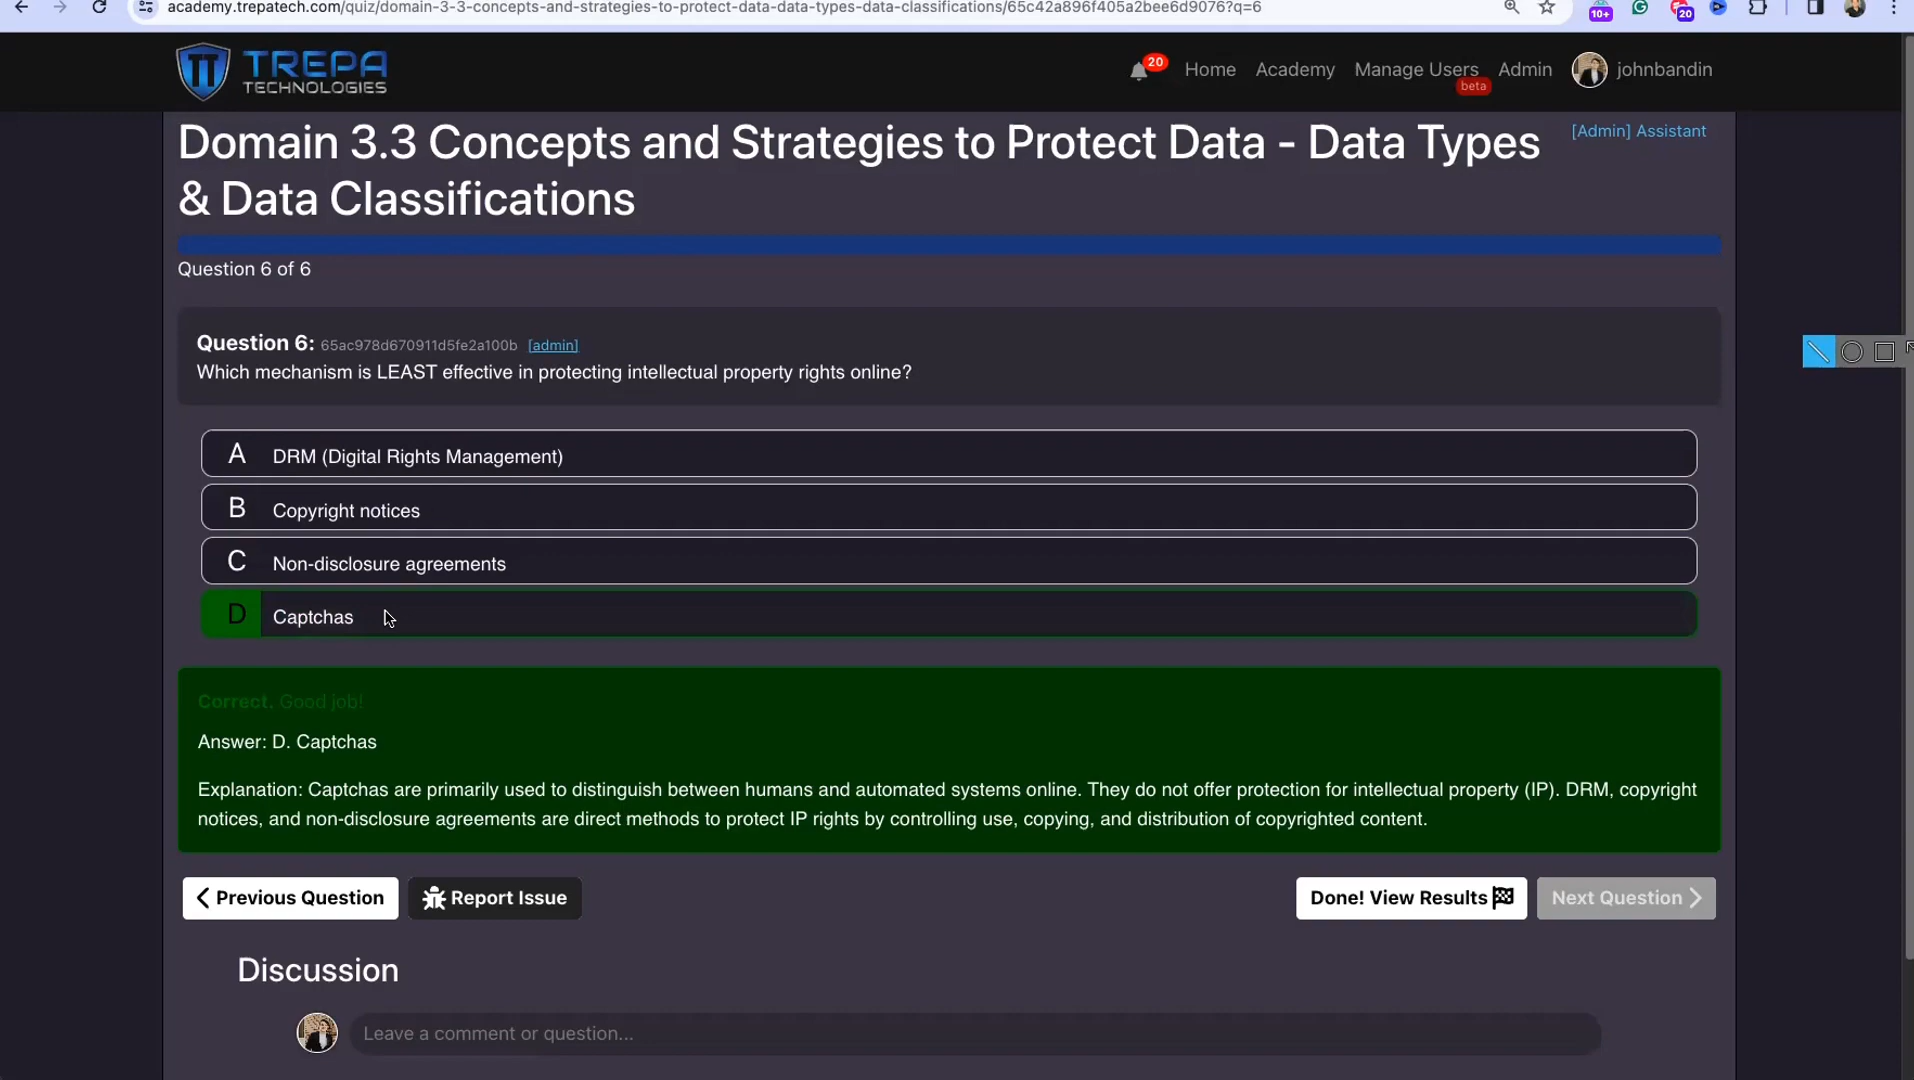 academy.trepatech.com/quiz/domain-3-3-concepts-and-strategies-to-protect-data-data-types-data-classifications/65c42a896f405a2bee6d9076?q=6
10+
20
TREPA
TECHNOLOGIES
20
Home
Academy
Manage Users
beta
Admin
johnbandin
Domain 3.3 Concepts and Strategies to Protect Data - Data Types
& Data Classifications
[Admin] Assistant
Question 6 of 6
Question 6: 65ac978d670911d5fe2a100b [admin]
Which mechanism is LEAST effective in protecting intellectual property rights online?
A DRM (Digital Rights Management)
B Copyright notices
C Non-disclosure agreements
D Captchas
Correct. Good job!
Answer: D. Captchas
Explanation: Captchas are primarily used to distinguish between humans and automated systems online. They do not offer protection for intellectual property (IP). DRM, copyright
notices, and non-disclosure agreements are direct methods to protect IP rights by controlling use, copying, and distribution of copyrighted content.
Previous Question
Report Issue
Done! View Results
Next Question
Discussion
Leave a comment or question...